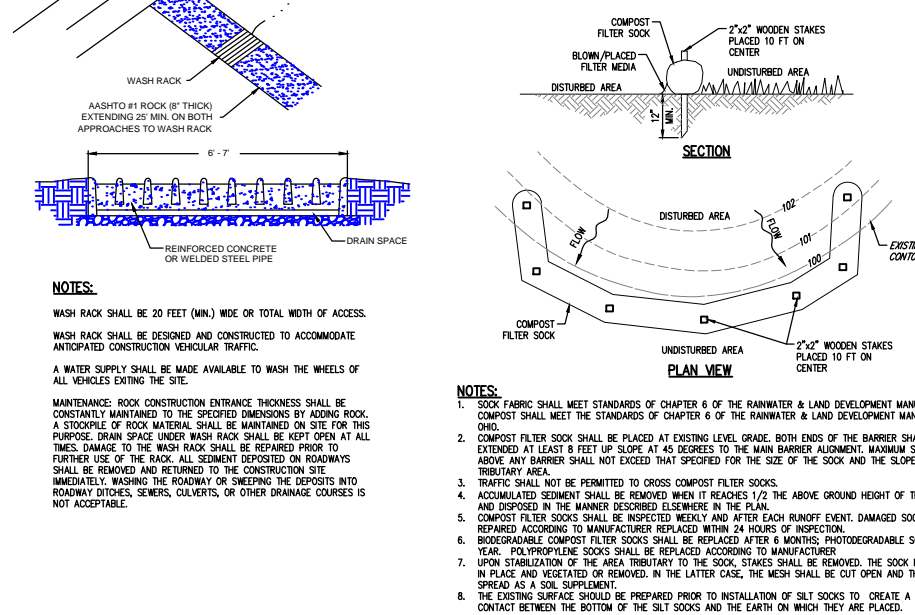 WASH RACK
AASHTO #1 ROCK (8" THICK)
EXTENDING 25' MIN. ON BOTH
APPROACHES TO WASH RACK
6' - 7'
REINFORCED CONCRETE
OR WELDED STEEL PIPE
DRAIN SPACE
NOTES:
WASH RACK SHALL BE 20 FEET (MIN.) WIDE OR TOTAL WIDTH OF ACCESS.
WASH RACK SHALL BE DESIGNED AND CONSTRUCTED TO ACCOMMODATE
ANTICIPATED CONSTRUCTION VEHICULAR TRAFFIC.
A WATER SUPPLY SHALL BE MADE AVAILABLE TO WASH THE WHEELS OF
ALL VEHICLES EXITING THE SITE.
MAINTENANCE: ROCK CONSTRUCTION ENTRANCE THICKNESS SHALL BE
CONSTANTLY MAINTAINED TO THE SPECIFIED DIMENSIONS BY ADDING ROCK.
A STOCKPILE OF ROCK MATERIAL SHALL BE MAINTAINED ON SITE FOR THIS
PURPOSE. DRAIN SPACE UNDER WASH RACK SHALL BE KEPT OPEN AT ALL
TIMES. DAMAGE TO THE WASH RACK SHALL BE REPAIRED PRIOR TO
FURTHER USE OF THE RACK. ALL SEDIMENT DEPOSITED ON ROADWAYS
SHALL BE REMOVED AND RETURNED TO THE CONSTRUCTION SITE
IMMEDIATELY. WASHING THE ROADWAY OR SWEEPING THE DEPOSITS INTO
ROADWAY DITCHES, SEWERS, CULVERTS, OR OTHER DRAINAGE COURSES IS
NOT ACCEPTABLE.
COMPOST
FILTER SOCK
2"x2" WOODEN STAKES
PLACED 10 FT ON
CENTER
BLOWN/PLACED
FILTER MEDIA
UNDISTURBED AREA
DISTURBED AREA
12"
MIN.
SECTION
DISTURBED AREA
102
101
100
FLOW
FLOW
COMPOST
FILTER SOCK
UNDISTURBED AREA
2"x2" WOODEN STAKES
PLACED 10 FT ON
CENTER
PLAN VIEW
NOTES:
1. SOCK FABRIC SHALL MEET STANDARDS OF CHAPTER 6 OF THE RAINWATER & LAND DEVELOPMENT
COMPOST SHALL MEET THE STANDARDS OF CHAPTER 6 OF THE RAINWATER & LAND DEVELOPMENT
OHIO.
2. COMPOST FILTER SOCK SHALL BE PLACED AT EXISTING LEVEL GRADE. BOTH ENDS OF THE BARRIER
EXTENDED AT LEAST 8 FEET UP SLOPE AT 45 DEGREES TO THE MAIN BARRIER ALIGNMENT. MAXIMUM
ABOVE ANY BARRIER SHALL NOT EXCEED THAT SPECIFIED FOR THE SIZE OF THE SOCK AND THE SLOPE
TRIBUTARY AREA.
3. TRAFFIC SHALL NOT BE PERMITTED TO CROSS COMPOST FILTER SOCKS.
4. ACCUMULATED SEDIMENT SHALL BE REMOVED WHEN IT REACHES 1/2 THE ABOVE GROUND HEIGHT OF
AND DISPOSED IN THE MANNER DESCRIBED ELSEWHERE IN THE PLAN.
5. COMPOST FILTER SOCKS SHALL BE INSPECTED WEEKLY AND AFTER EACH RUNOFF EVENT. DAMAGED
REPAIRED ACCORDING TO MANUFACTURER REPLACED WITHIN 24 HOURS OF INSPECTION.
6. BIODEGRADABLE COMPOST FILTER SOCKS SHALL BE REPLACED AFTER 6 MONTHS; PHOTODEGRADABLE
YEAR. POLYPROPYLENE SOCKS SHALL BE REPLACED ACCORDING TO MANUFACTURER
7. UPON STABILIZATION OF THE AREA TRIBUTARY TO THE SOCK, STAKES SHALL BE REMOVED. THE SOCK
IN PLACE AND VEGETATED OR REMOVED. IN THE LATTER CASE, THE MESH SHALL BE CUT OPEN AND
SPREAD AS A SOIL SUPPLEMENT.
8. THE EXISTING SURFACE SHOULD BE PREPARED PRIOR TO INSTALLATION OF SILT SOCKS TO CREATE A
CONTACT BETWEEN THE BOTTOM OF THE SILT SOCKS AND THE EARTH ON WHICH THEY ARE PLACED.